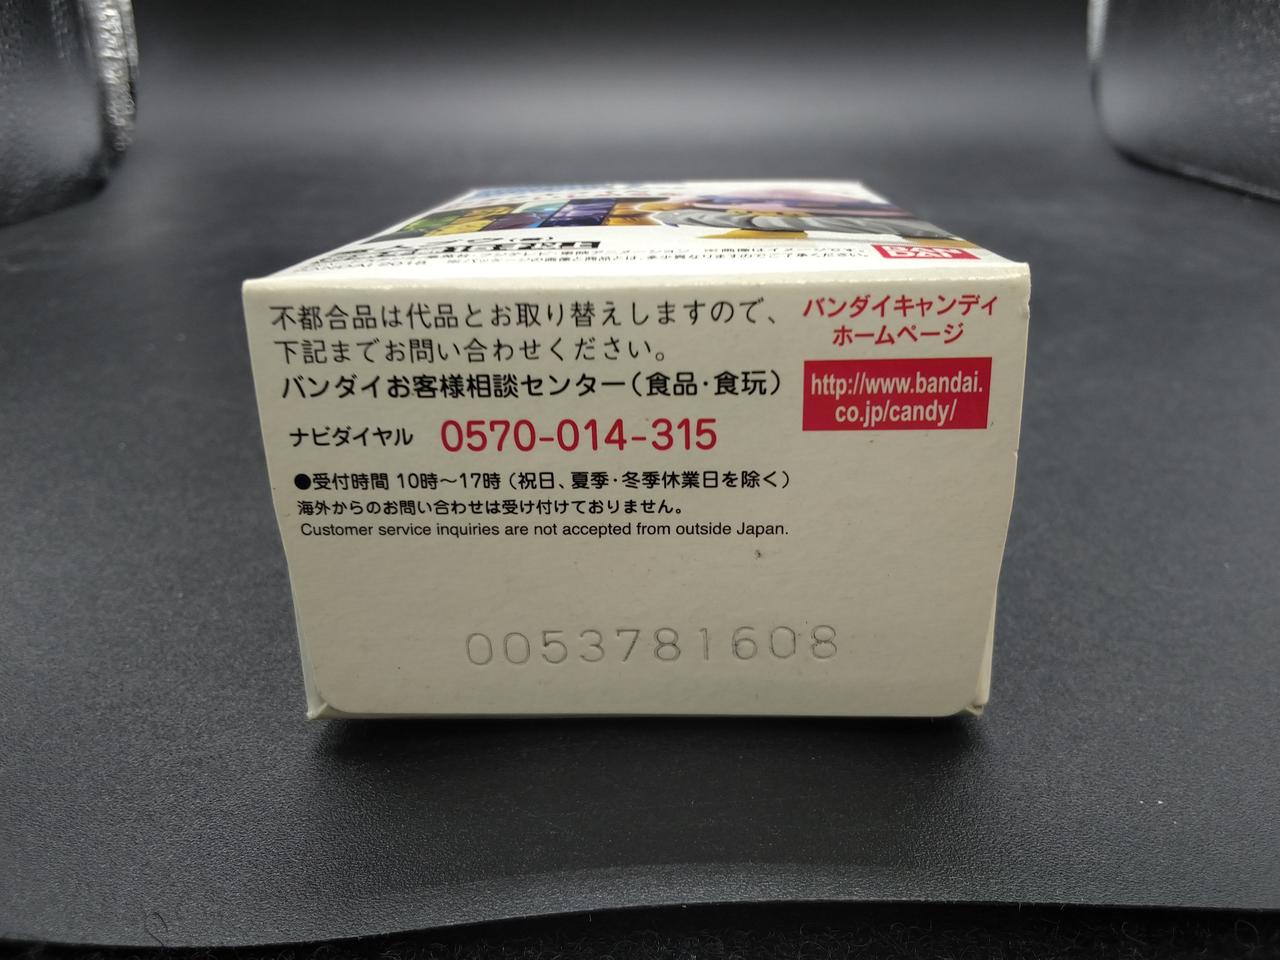 BAN
DAI
不都合品は代品とお取り替えしますので、
下記までお問い合わせください。
バンダイお客様相談センター(食品・食玩)
ナビダイヤル 0570-014-315
●受付時間 10時〜17時(祝日、夏季・冬季休業日を除く)
海外からのお問い合わせは受け付けておりません。
Customer service inquiries are not accepted from outside Japan.
バンダイキャンディ
ホームページ
http://www.bandai.
co.jp/candy/
0053781608